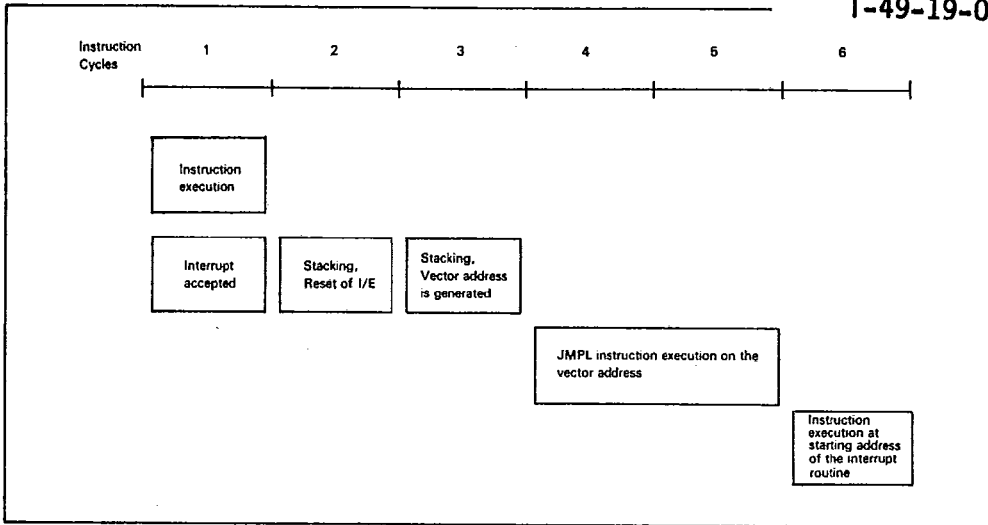 T-49-19-0
Instruction
Cycles
1
2
3
4
5
6
Instruction
execution
Interrupt
accepted
Stacking,
Reset of I/E
Stacking,
Vector address
is generated
JMPL instruction execution on the
vector address
Instruction
execution at
starting address
of the interrupt
routine